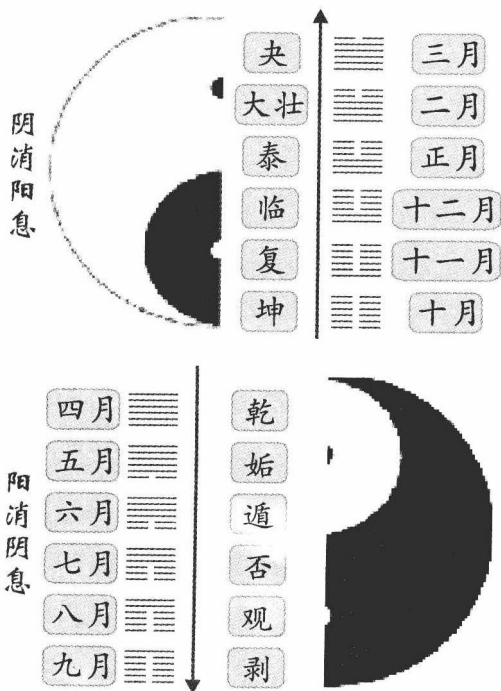 阴消阳息
夬 三月
大壮 二月
泰 正月
临 十二月
复 十一月
坤 十月
阳消阴息
四月 乾
五月 姤
六月 遁
七月 否
八月 观
九月 剥